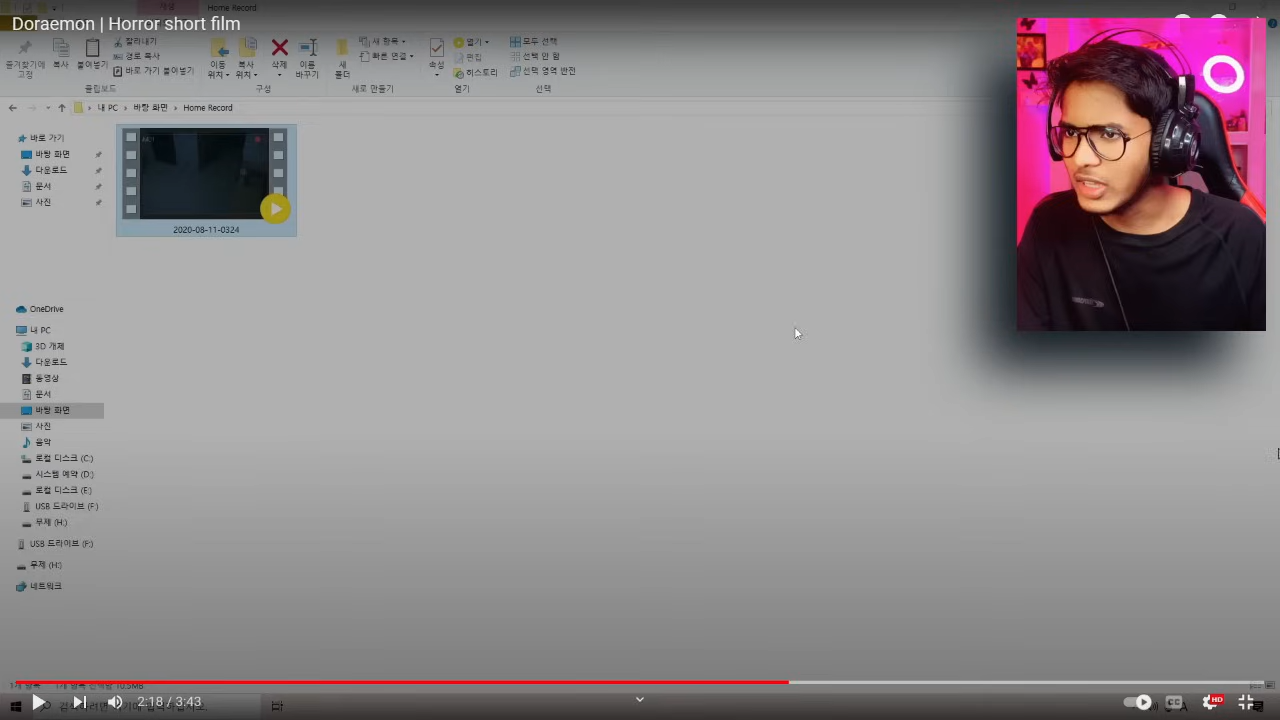 Doraemon | Horror short film
Home Record
즐겨찾기에 고정
복사
붙여넣기
잘라내기
경로 복사
바로 가기 붙여넣기
이동 위치
복사 위치
삭제
이름 바꾸기
새 폴더
새 항목
빠른 연결
속성
열기
편집
히스토리
모두 선택
선택 안 함
선택 영역 반전
클립보드
구성
새로 만들기
열기
선택
내 PC > 바탕 화면 > Home Record
바로 가기
바탕 화면
다운로드
문서
사진
2020-08-11-0324
OneDrive
내 PC
3D 개체
다운로드
동영상
문서
바탕 화면
사진
음악
로컬 디스크 (C:)
시스템 예약 (D:)
로컬 디스크 (E:)
USB 드라이브 (F:)
무제 (H:)
USB 드라이브 (F:)
무제 (H:)
네트워크
2:18 / 3:43
CC
HD